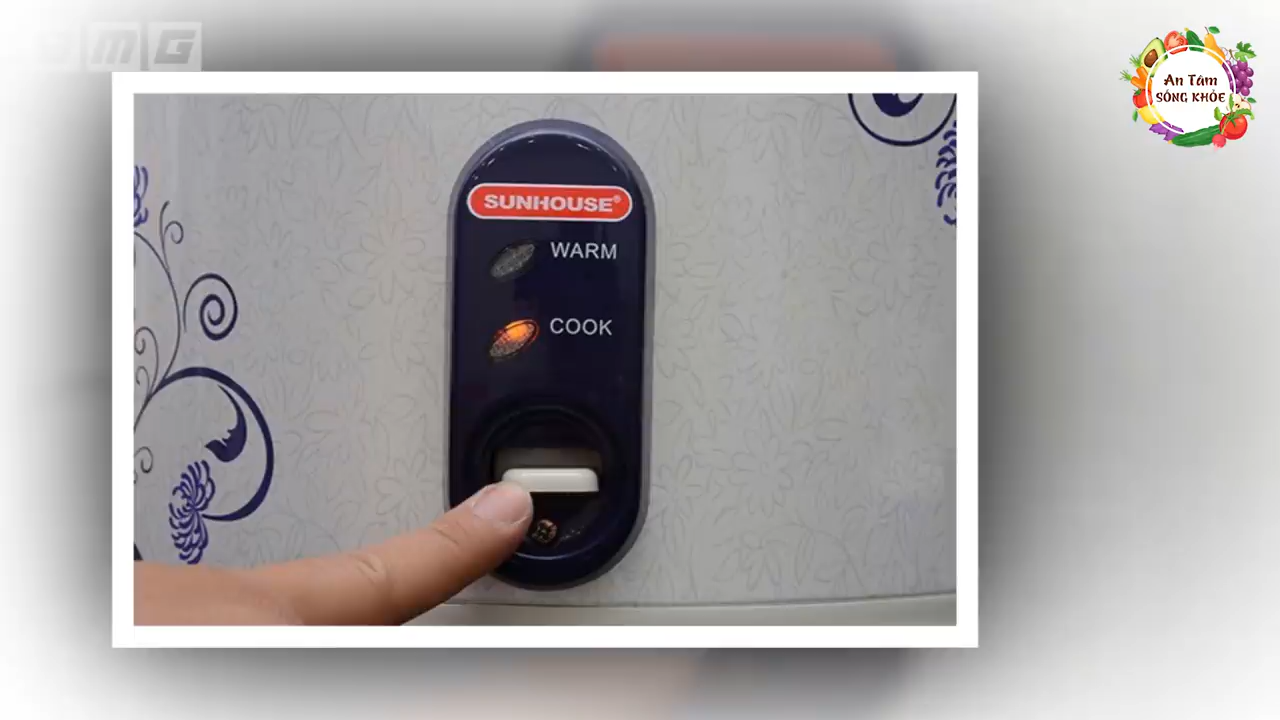 An Tâm
SỐNG KHỎE
SUNHOUSE®
WARM
COOK